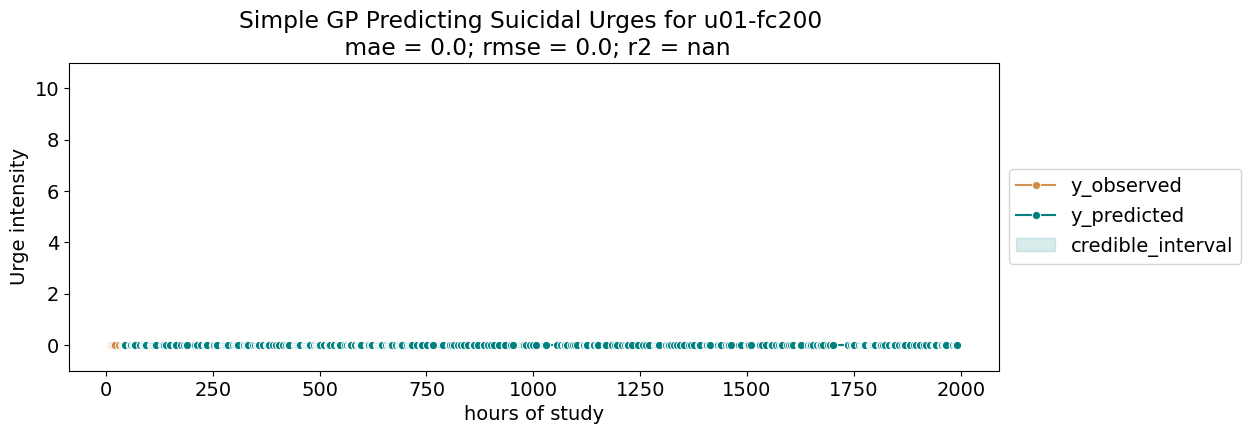 Simple GP Predicting Suicidal Urges for u01-fc200
mae = 0.0; rmse = 0.0; r2 = nan
Urge intensity
10
8
6
4
2
0
0 250 500 750 1000 1250 1500 1750 2000
hours of study
y_observed
y_predicted
credible_interval